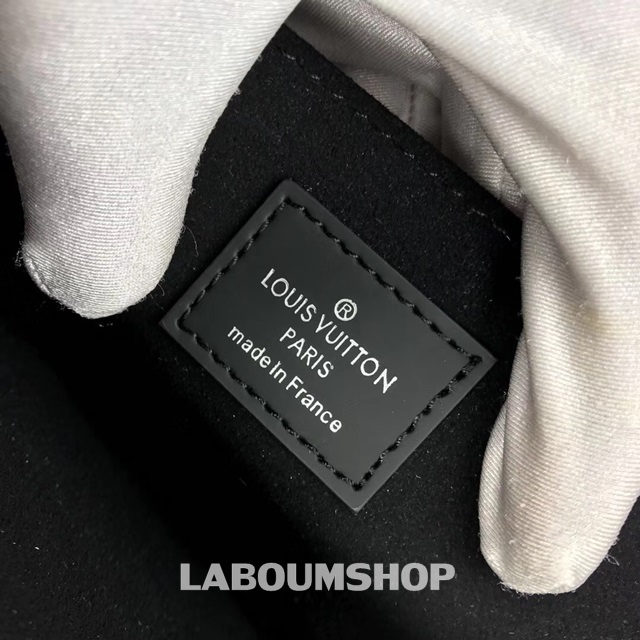 ®
LOUIS VUITTON
PARIS
made in France
LABOUMSHOP